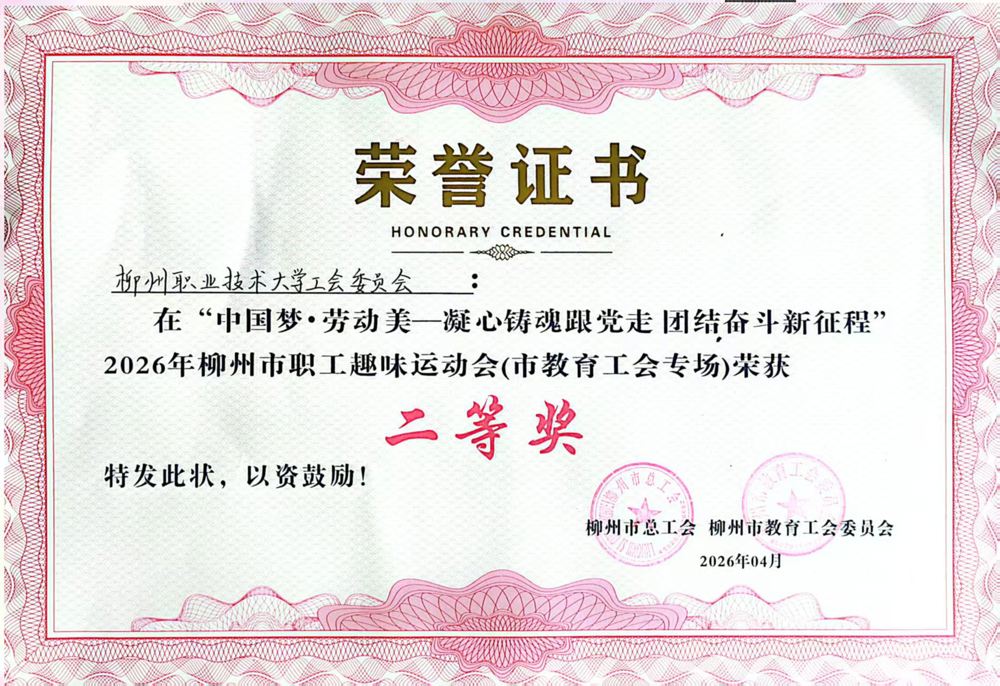 荣誉证书
HONORARY CREDENTIAL
柳州职业技术大学工会委员会：
在“中国梦·劳动美—凝心铸魂跟党走 团结奋斗新征程”
2026年柳州市职工趣味运动会(市教育工会专场)荣获
二等奖
特发此状，以资鼓励！
柳州市总工会 柳州市教育工会委员会
2026年04月